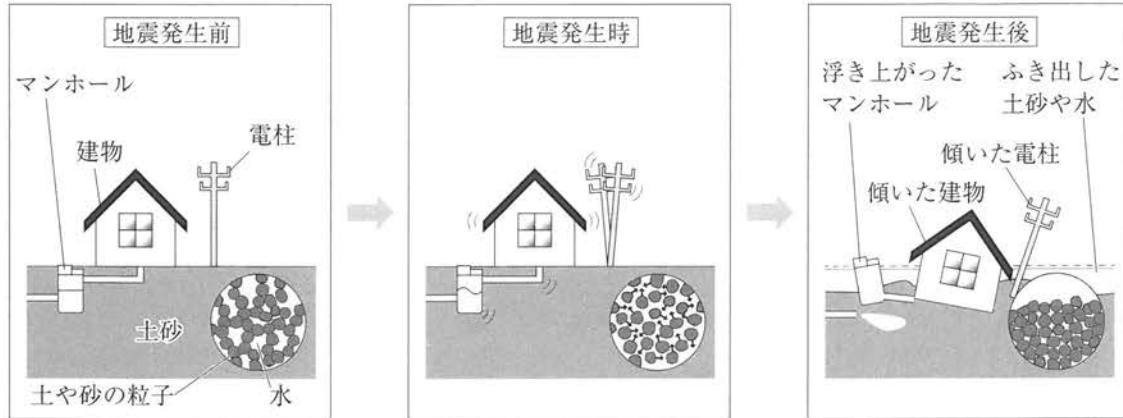 地震発生前
マンホール
電柱
建物
土砂
土や砂の粒子
水
地震発生時
地震発生後
浮き上がった
マンホール
ふき出した
土砂や水
傾いた電柱
傾いた建物